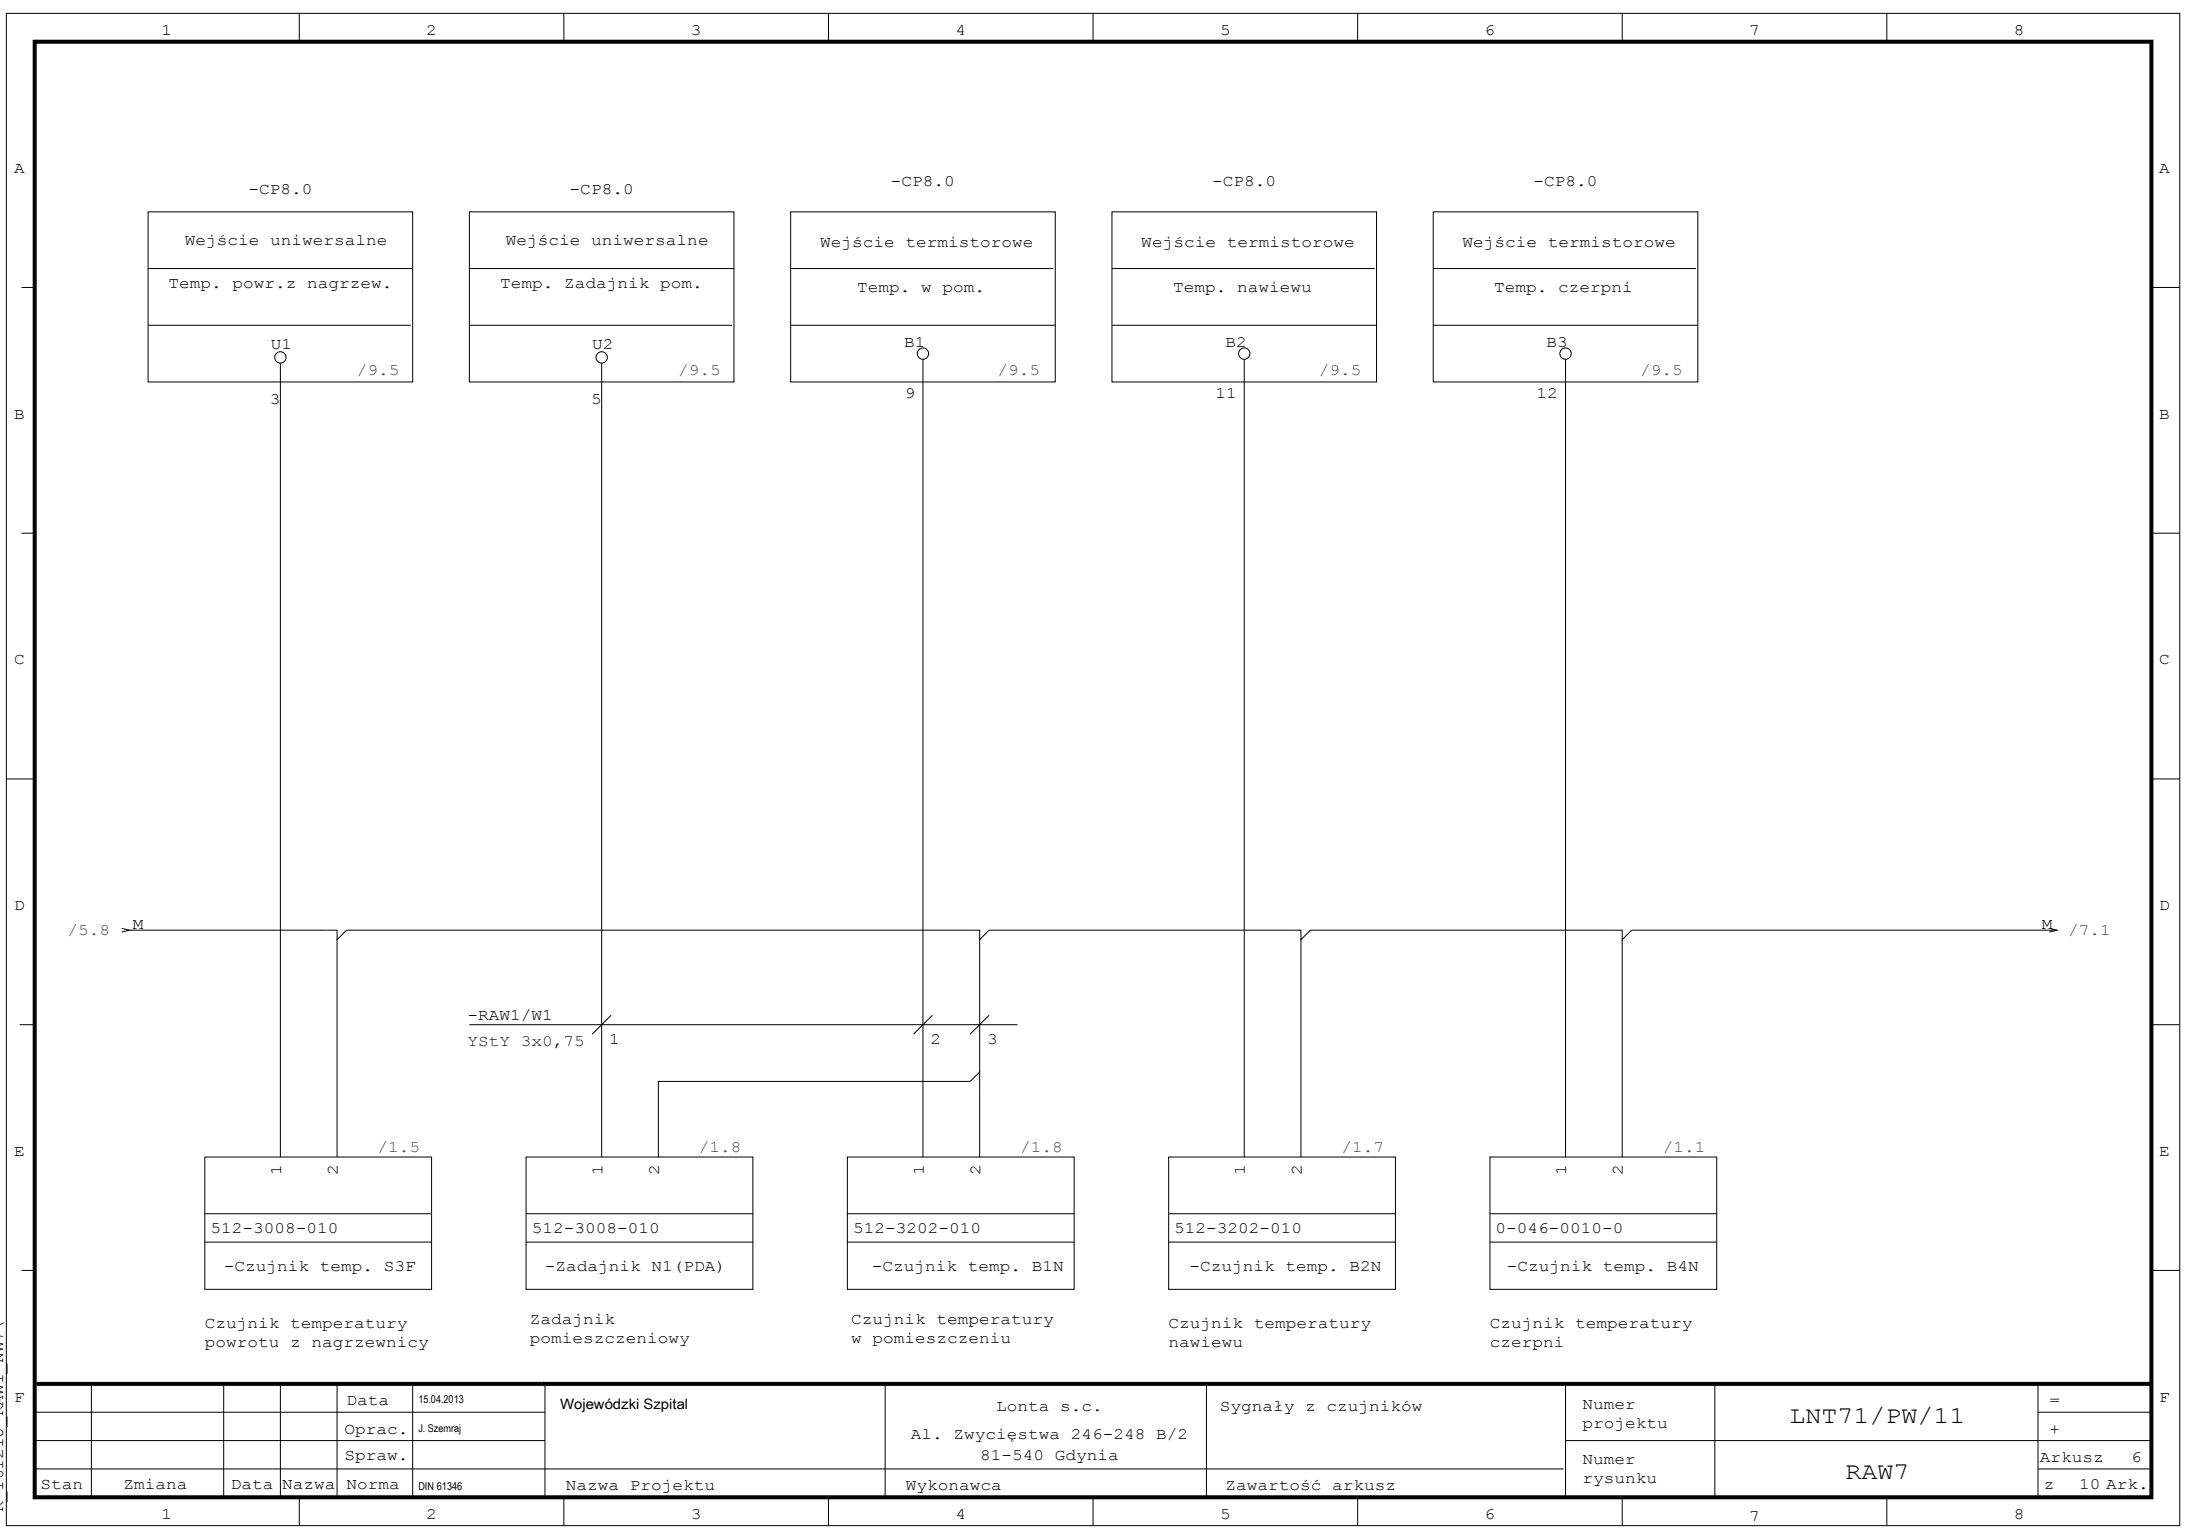 1 2 3 4 5 6 7 8
A A
-CP8.0 -CP8.0 -CP8.0 -CP8.0 -CP8.0
Wejście uniwersalne Wejście uniwersalne Wejście termistorowe Wejście termistorowe Wejście termistorowe
Temp. powr.z nagrzew. Temp. Zadajnik pom. Temp. w pom. Temp. nawiewu Temp. czerpni
U1 U2 B1 B2 B3
/9.5 /9.5 /9.5 /9.5 /9.5
3 5 9 11 12
B B
C C
D D
/5.8 M M /7.1
-RAW1/W1
YStY 3x0,75 1 2 3
E E
/1.5 /1.8 /1.8 /1.7 /1.1
1 2 1 2 1 2 1 2 1 2
512-3008-010 512-3008-010 512-3202-010 512-3202-010 0-046-0010-0
-Czujnik temp. S3F -Zadajnik N1(PDA) -Czujnik temp. B1N -Czujnik temp. B2N -Czujnik temp. B4N
Czujnik temperatury
powrotu z nagrzewnicy
Zadajnik
pomieszczeniowy
Czujnik temperatury
w pomieszczeniu
Czujnik temperatury
nawiewu
Czujnik temperatury
czerpni
F F
Data 15.04.2013
Oprac. J. Szemraj
Spraw.
Stan Zmiana Data Nazwa Norma DIN 61346
Wojewódzki Szpital
Nazwa Projektu
Lonta s.c.
Al. Zwycięstwa 246-248 B/2
81-540 Gdynia
Wykonawca
Sygnały z czujników
Zawartość arkusz
Numer
projektu
LNT71/PW/11
Numer
rysunku
RAW7
=
+
Arkusz 6
z 10 Ark.
1 2 3 4 5 6 7 8